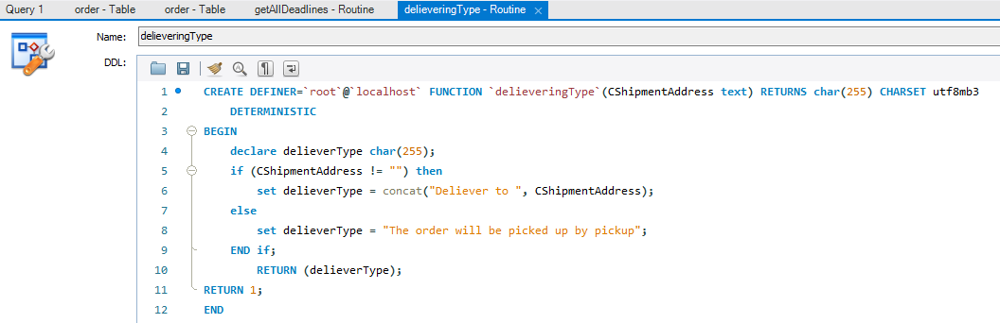 Query 1 order - Table order - Table getAllDeadlines - Routine delieveringType - Routine
Name: delieveringType
DDL:
1 CREATE DEFINER=`root`@`localhost` FUNCTION `delieveringType`(CShipmentAddress text) RETURNS char(255) CHARSET utf8mb3
2     DETERMINISTIC
3 BEGIN
4     declare delieverType char(255);
5     if (CShipmentAddress != "") then
6         set delieverType = concat("Deliever to ", CShipmentAddress);
7     else
8         set delieverType = "The order will be picked up by pickup";
9     END if;
10         RETURN (delieverType);
11 RETURN 1;
12 END